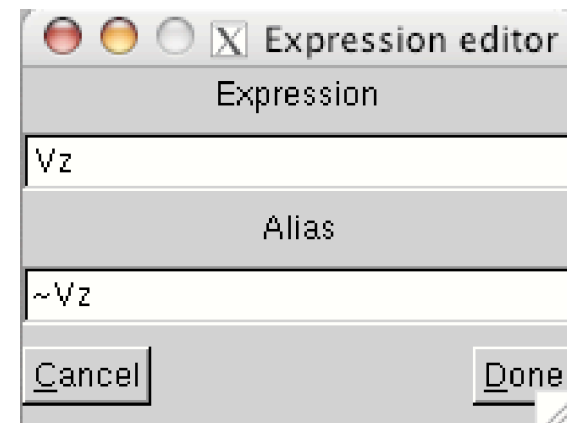 Expression editor
Expression
Vz
Alias
~Vz
Cancel Done